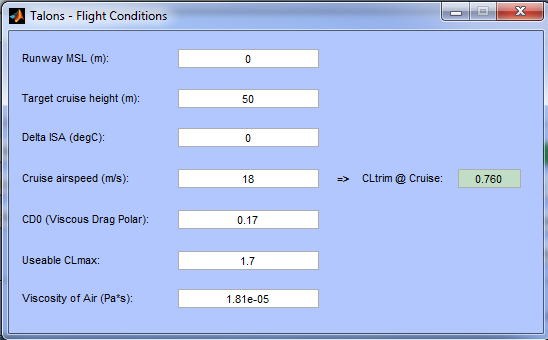 Talons - Flight Conditions
Runway MSL (m): 0
Target cruise height (m): 50
Delta ISA (degC): 0
Cruise airspeed (m/s): 18 => CLtrim @ Cruise: 0.760
CD0 (Viscous Drag Polar): 0.17
Useable CLmax: 1.7
Viscosity of Air (Pa*s): 1.81e-05